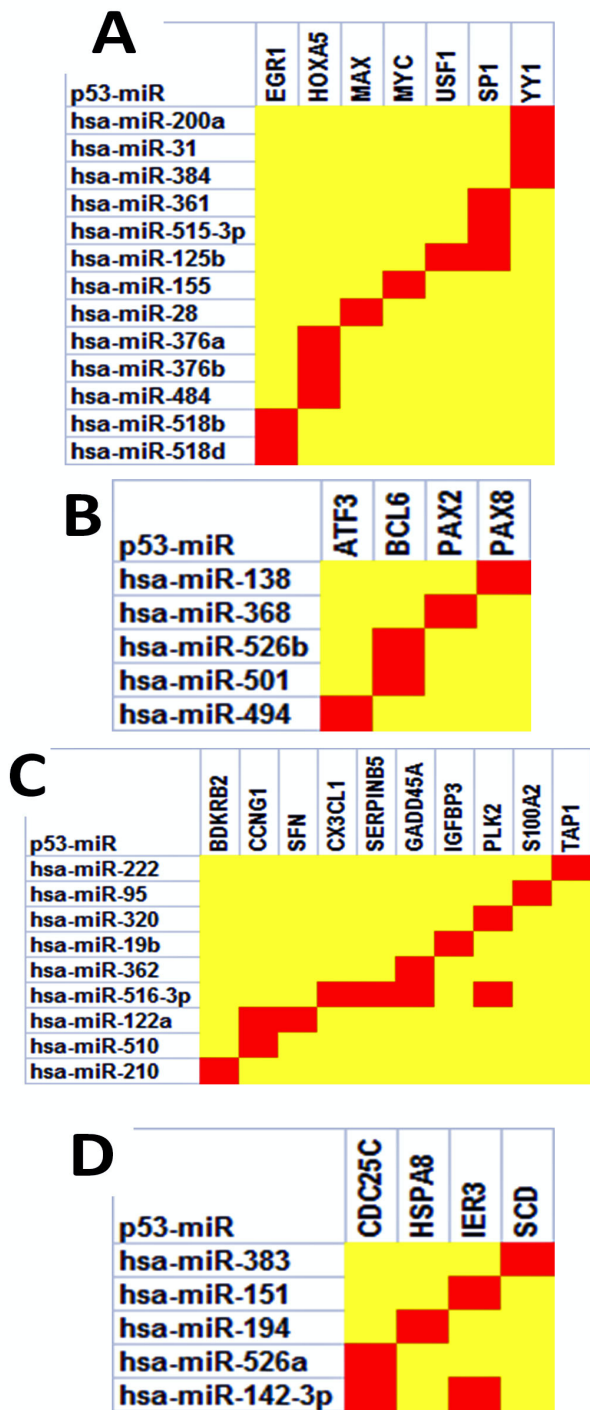 A
p53-miR EGR1 HOXA5 MAX MYC USF1 SP1 YY1
hsa-miR-200a
hsa-miR-31
hsa-miR-384
hsa-miR-361
hsa-miR-515-3p
hsa-miR-125b
hsa-miR-155
hsa-miR-28
hsa-miR-376a
hsa-miR-376b
hsa-miR-484
hsa-miR-518b
hsa-miR-518d
B
p53-miR ATF3 BCL6 PAX2 PAX8
hsa-miR-138
hsa-miR-368
hsa-miR-526b
hsa-miR-501
hsa-miR-494
C
p53-miR BDKRB2 CCNG1 SFN CX3CL1 SERPINB5 GADD45A IGFBP3 PLK2 S100A2 TAP1
hsa-miR-222
hsa-miR-95
hsa-miR-320
hsa-miR-19b
hsa-miR-362
hsa-miR-516-3p
hsa-miR-122a
hsa-miR-510
hsa-miR-210
D
p53-miR CDC25C HSPA8 IER3 SCD
hsa-miR-383
hsa-miR-151
hsa-miR-194
hsa-miR-526a
hsa-miR-142-3p